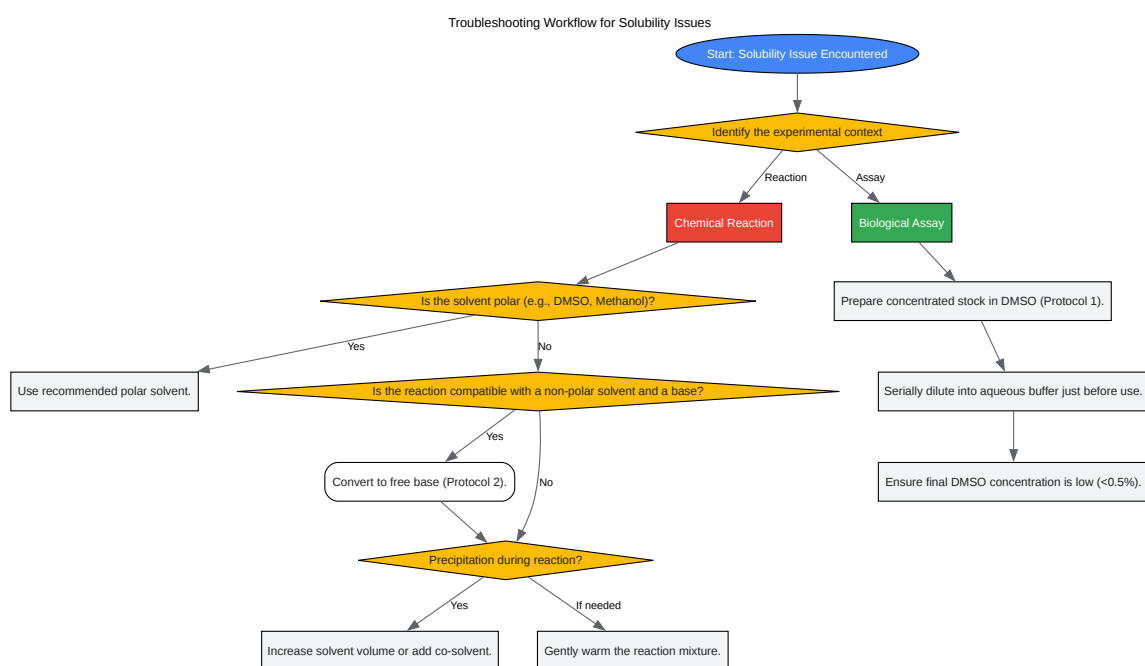 Troubleshooting Workflow for Solubility Issues
Start: Solubility Issue Encountered
Identify the experimental context
Reaction
Assay
Chemical Reaction
Biological Assay
Is the solvent polar (e.g., DMSO, Methanol)?
Prepare concentrated stock in DMSO (Protocol 1).
Yes
No
Use recommended polar solvent.
Is the reaction compatible with a non-polar solvent and a base?
Serially dilute into aqueous buffer just before use.
Yes
Convert to free base (Protocol 2).
No
Ensure final DMSO concentration is low (<0.5%).
Precipitation during reaction?
Yes
If needed
Increase solvent volume or add co-solvent.
Gently warm the reaction mixture.